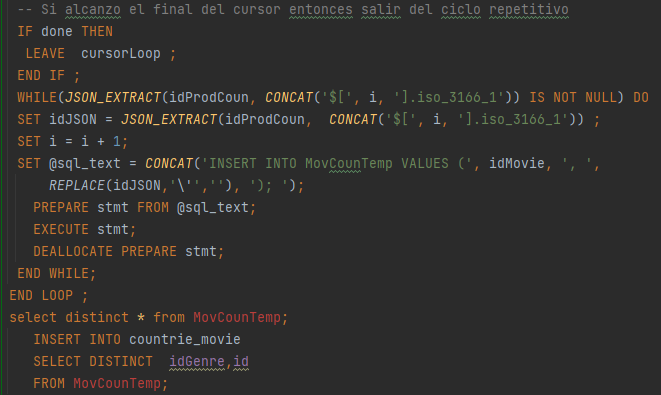 -- Si alcanzo el final del cursor entonces salir del ciclo repetitivo
IF done THEN
LEAVE cursorLoop ;
END IF ;
WHILE(JSON_EXTRACT(idProdCoun, CONCAT('$[', i, '].iso_3166_1')) IS NOT NULL) DO
SET idJSON = JSON_EXTRACT(idProdCoun,  CONCAT('$[', i, '].iso_3166_1')) ;
SET i = i + 1;
SET @sql_text = CONCAT('INSERT INTO MovCounTemp VALUES (', idMovie, ', ',
REPLACE(idJSON,'\'',''), '); ');
PREPARE stmt FROM @sql_text;
EXECUTE stmt;
DEALLOCATE PREPARE stmt;
END WHILE;
END LOOP ;
select distinct * from MovCounTemp;
INSERT INTO countrie_movie
SELECT DISTINCT  idGenre,id
FROM MovCounTemp;